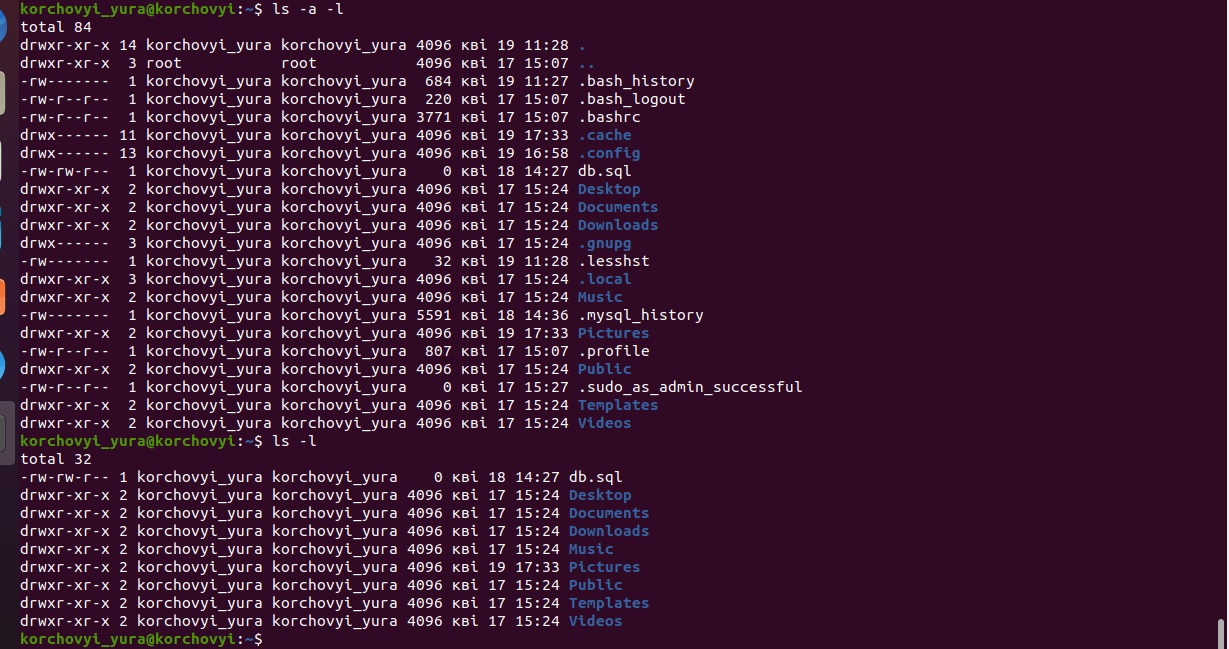 korchovyi_yura@korchovyi:~$ ls -a -l
total 84
drwxr-xr-x 14 korchovyi_yura korchovyi_yura 4096 кві 19 11:28 .
drwxr-xr-x  3 root           root           4096 кві 17 15:07 ..
-rw-------  1 korchovyi_yura korchovyi_yura  684 кві 19 11:27 .bash_history
-rw-r--r--  1 korchovyi_yura korchovyi_yura  220 кві 17 15:07 .bash_logout
-rw-r--r--  1 korchovyi_yura korchovyi_yura 3771 кві 17 15:07 .bashrc
drwx------ 11 korchovyi_yura korchovyi_yura 4096 кві 19 17:33 .cache
drwx------ 13 korchovyi_yura korchovyi_yura 4096 кві 19 16:58 .config
-rw-rw-r--  1 korchovyi_yura korchovyi_yura    0 кві 18 14:27 db.sql
drwxr-xr-x  2 korchovyi_yura korchovyi_yura 4096 кві 17 15:24 Desktop
drwxr-xr-x  2 korchovyi_yura korchovyi_yura 4096 кві 17 15:24 Documents
drwxr-xr-x  2 korchovyi_yura korchovyi_yura 4096 кві 17 15:24 Downloads
drwx------  3 korchovyi_yura korchovyi_yura 4096 кві 17 15:24 .gnupg
-rw-------  1 korchovyi_yura korchovyi_yura   32 кві 19 11:28 .lesshst
drwxr-xr-x  3 korchovyi_yura korchovyi_yura 4096 кві 17 15:24 .local
drwxr-xr-x  2 korchovyi_yura korchovyi_yura 4096 кві 17 15:24 Music
-rw-------  1 korchovyi_yura korchovyi_yura 5591 кві 18 14:36 .mysql_history
drwxr-xr-x  2 korchovyi_yura korchovyi_yura 4096 кві 19 17:33 Pictures
-rw-r--r--  1 korchovyi_yura korchovyi_yura  807 кві 17 15:07 .profile
drwxr-xr-x  2 korchovyi_yura korchovyi_yura 4096 кві 17 15:24 Public
-rw-r--r--  1 korchovyi_yura korchovyi_yura    0 кві 17 15:27 .sudo_as_admin_successful
drwxr-xr-x  2 korchovyi_yura korchovyi_yura 4096 кві 17 15:24 Templates
drwxr-xr-x  2 korchovyi_yura korchovyi_yura 4096 кві 17 15:24 Videos
korchovyi_yura@korchovyi:~$ ls -l
total 32
-rw-rw-r-- 1 korchovyi_yura korchovyi_yura    0 кві 18 14:27 db.sql
drwxr-xr-x 2 korchovyi_yura korchovyi_yura 4096 кві 17 15:24 Desktop
drwxr-xr-x 2 korchovyi_yura korchovyi_yura 4096 кві 17 15:24 Documents
drwxr-xr-x 2 korchovyi_yura korchovyi_yura 4096 кві 17 15:24 Downloads
drwxr-xr-x 2 korchovyi_yura korchovyi_yura 4096 кві 17 15:24 Music
drwxr-xr-x 2 korchovyi_yura korchovyi_yura 4096 кві 19 17:33 Pictures
drwxr-xr-x 2 korchovyi_yura korchovyi_yura 4096 кві 17 15:24 Public
drwxr-xr-x 2 korchovyi_yura korchovyi_yura 4096 кві 17 15:24 Templates
drwxr-xr-x 2 korchovyi_yura korchovyi_yura 4096 кві 17 15:24 Videos
korchovyi_yura@korchovyi:~$